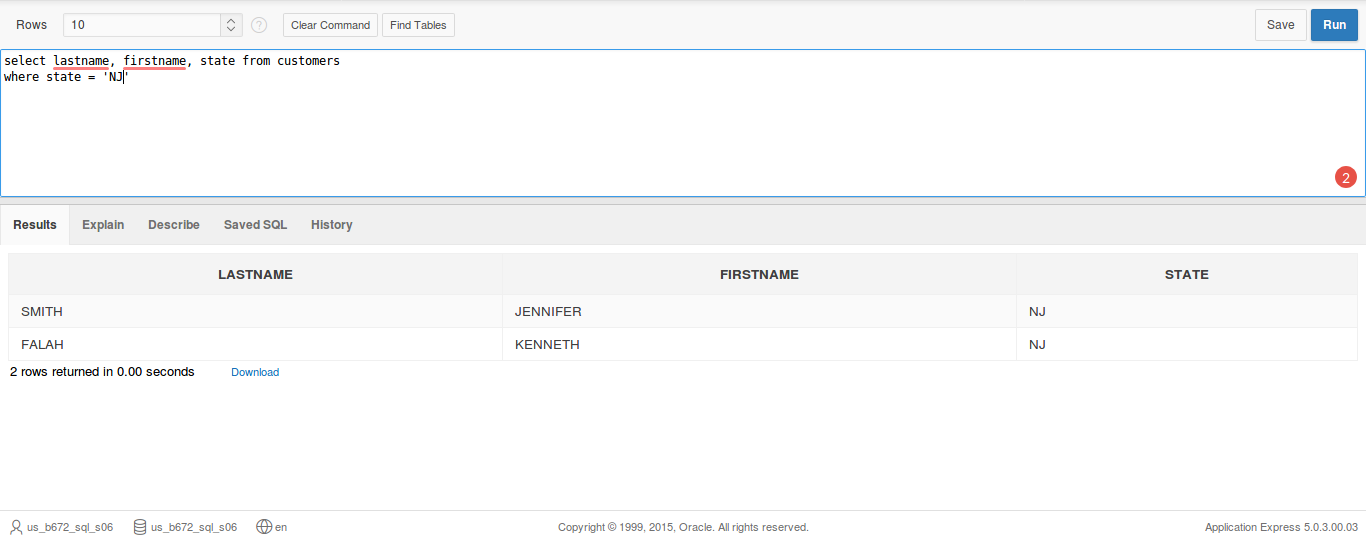 Rows 10 ? Clear Command Find Tables Save Run
select lastname, firstname, state from customers
where state = 'NJ'
2
Results Explain Describe Saved SQL History
LASTNAME FIRSTNAME STATE
SMITH JENNIFER NJ
FALAH KENNETH NJ
2 rows returned in 0.00 seconds Download
us_b672_sql_s06 us_b672_sql_s06 en Copyright © 1999, 2015, Oracle. All rights reserved. Application Express 5.0.3.00.03